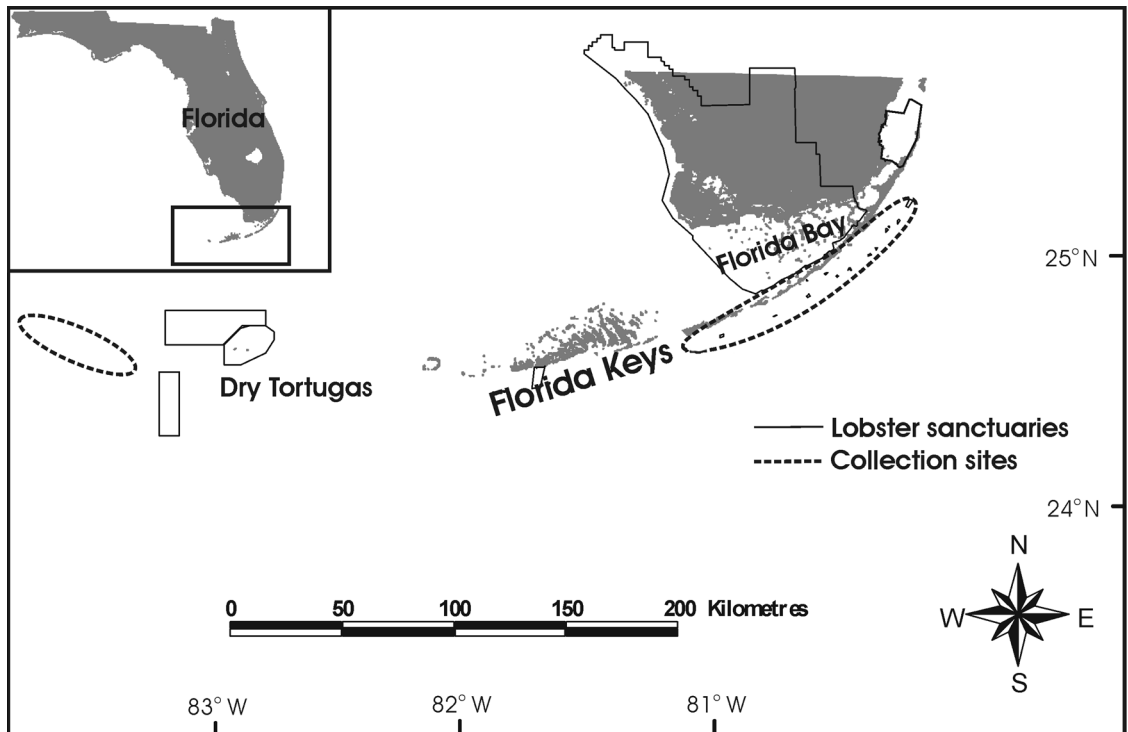 Florida
Florida Bay
25°N
Florida Keys
Dry Tortugas
Lobster sanctuaries
Collection sites
24°N
N
W
E
S
0 50 100 150 200 Kilometres
83° W 82° W 81° W